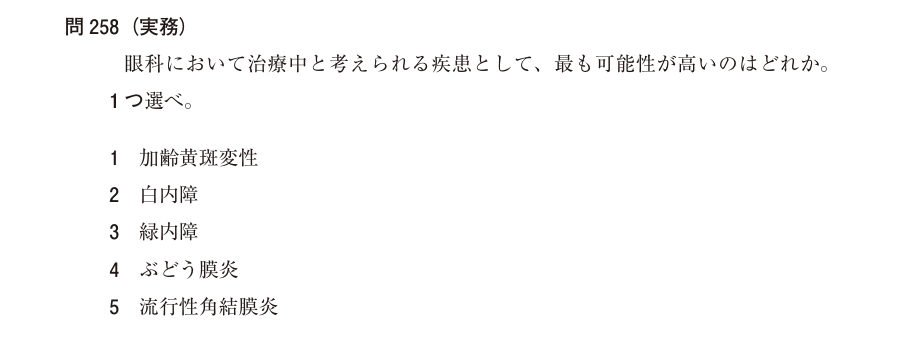 問 258（実務）
眼科において治療中と考えられる疾患として、最も可能性が高いのはどれか。
1 つ選べ。
1 加齢黄斑変性
2 白内障
3 緑内障
4 ぶどう膜炎
5 流行性角結膜炎